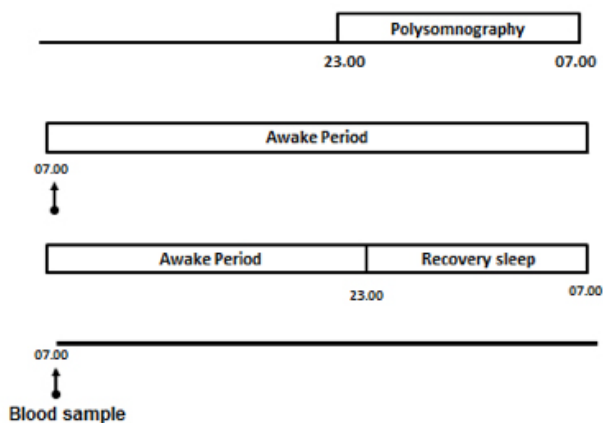 Polysomnography
23.00 07.00
Awake Period
07.00
Awake Period Recovery sleep
23.00 07.00
07.00
Blood sample